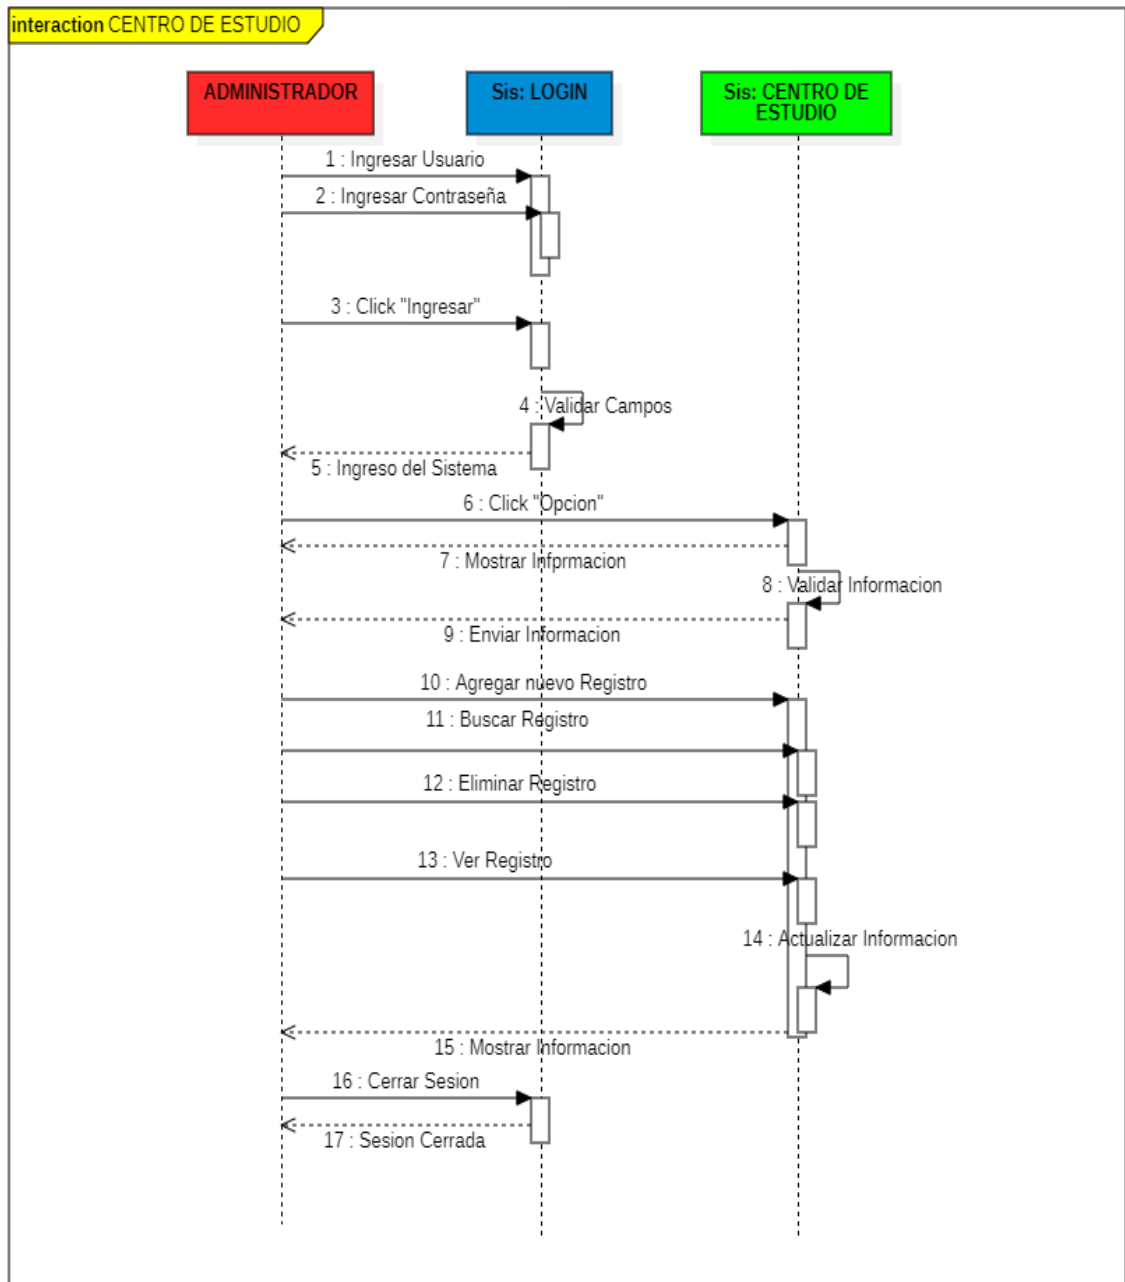 interaction CENTRO DE ESTUDIO
ADMINISTRADOR
Sis: LOGIN
Sis: CENTRO DE
ESTUDIO
1 : Ingresar Usuario
2 : Ingresar Contraseña
3 : Click "Ingresar"
4 : Validar Campos
5 : Ingreso del Sistema
6 : Click "Opcion"
7 : Mostrar Infprmacion
8 : Validar Informacion
9 : Enviar Informacion
10 : Agregar nuevo Registro
11 : Buscar Registro
12 : Eliminar Registro
13 : Ver Registro
14 : Actualizar Informacion
15 : Mostrar Informacion
16 : Cerrar Sesion
17 : Sesion Cerrada